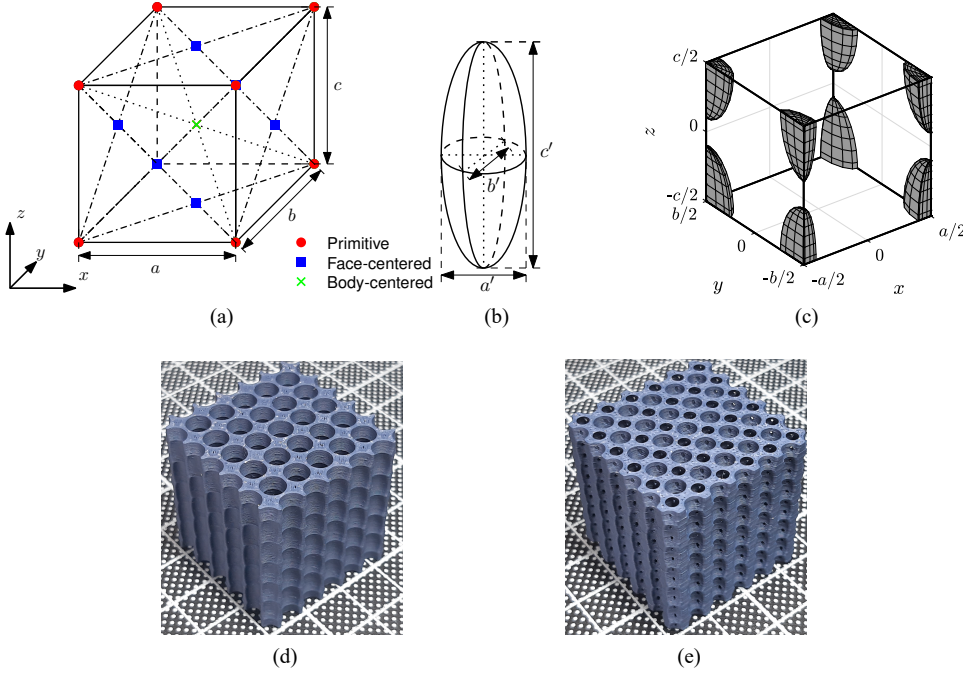 c
b
a
z
y
x
Primitive
Face-centered
Body-centered
(a)
c′
b′
a′
(b)
c/2
z
0
-c/2
b/2
0
y
-b/2
-a/2
0
x
a/2
(c)
(d)
(e)